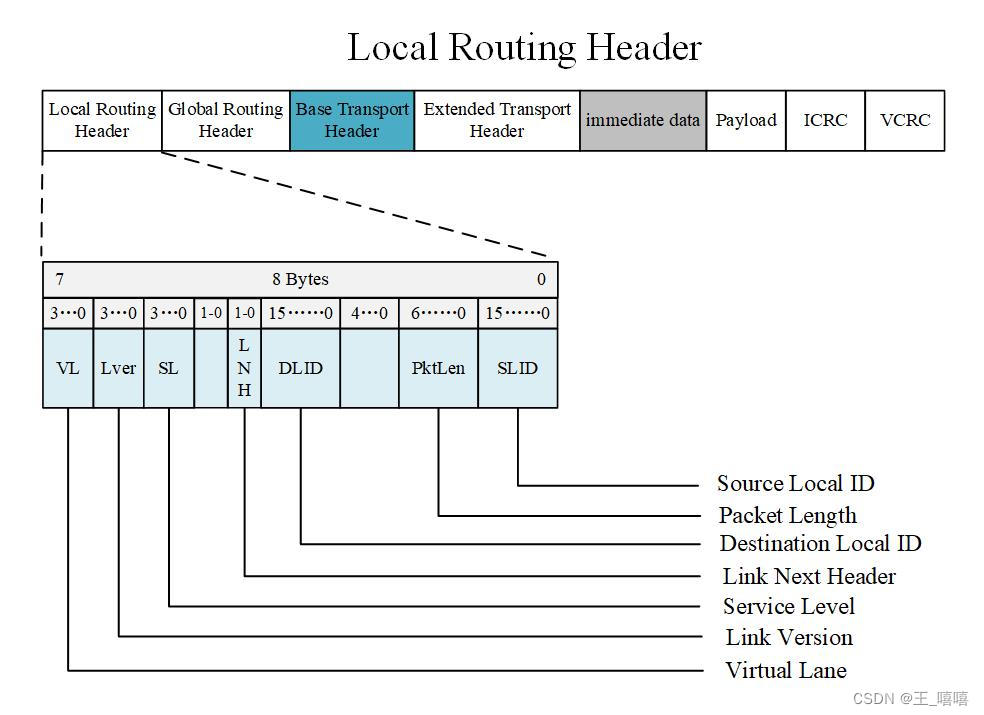 Local Routing Header
Local Routing Header Global Routing Header Base Transport Header Extended Transport Header immediate data Payload ICRC VCRC
7 8 Bytes 0
3···0 3···0 3···0 1-0 1-0 15······0 4···0 6······0 15······0
VL Lver SL LNH DLID PktLen SLID
Source Local ID
Packet Length
Destination Local ID
Link Next Header
Service Level
Link Version
Virtual Lane
CSDN @王_嘻嘻